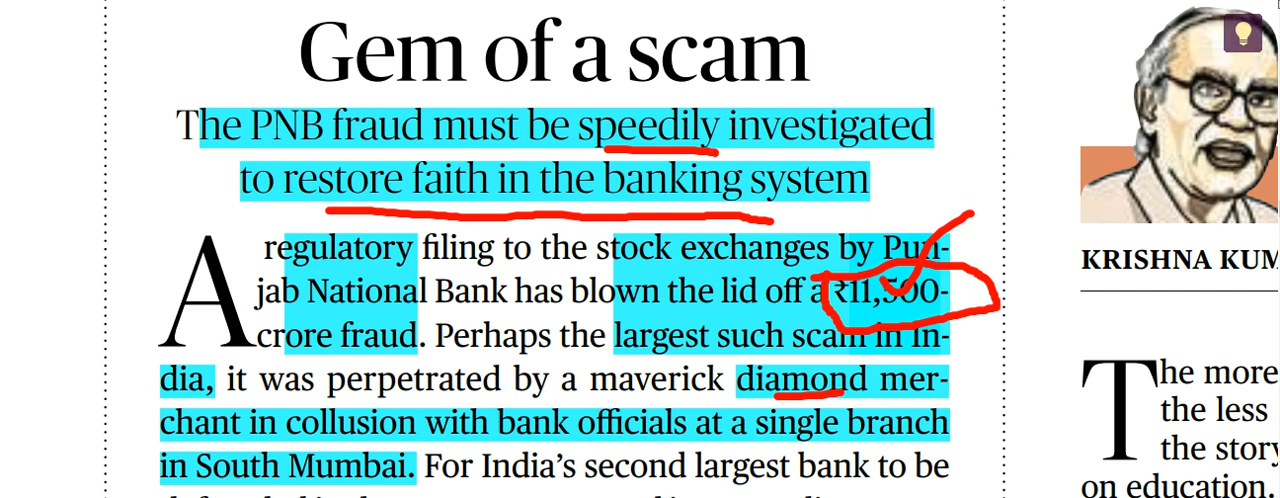 Gem of a scam
The PNB fraud must be speedily investigated
to restore faith in the banking system
A regulatory filing to the stock exchanges by Pun-
jab National Bank has blown the lid off a ₹11,500-
crore fraud. Perhaps the largest such scam in In-
dia, it was perpetrated by a maverick diamond mer-
chant in collusion with bank officials at a single branch
in South Mumbai. For India's second largest bank to be
KRISHNA KUM
The more
the less
the story
on education.